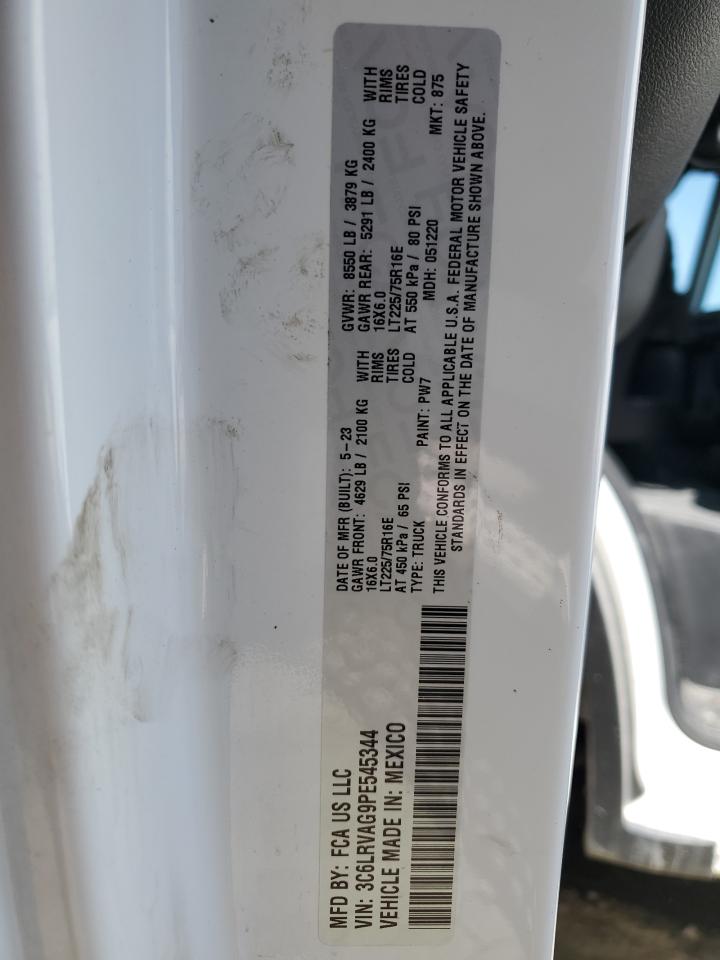 MFD BY: FCA US LLC
VIN: 3C6LRVAG9PE545344
VEHICLE MADE IN: MEXICO
DATE OF MFR (BUILT): 5-23 GVWR: 8550 LB / 3879 KG
GAWR FRONT: 4629 LB / 2100 KG WITH GAWR REAR: 5291 LB / 2400 KG WITH
16X6.0 RIMS 16X6.0 RIMS
LT225/75R16E TIRES LT225/75R16E TIRES
AT 450 kPa / 65 PSI COLD AT 550 kPa / 80 PSI COLD
TYPE: TRUCK PAINT: PW7 MDH: 051220 MKT: 875
THIS VEHICLE CONFORMS TO ALL APPLICABLE U.S.A. FEDERAL MOTOR VEHICLE SAFETY
STANDARDS IN EFFECT ON THE DATE OF MANUFACTURE SHOWN ABOVE.